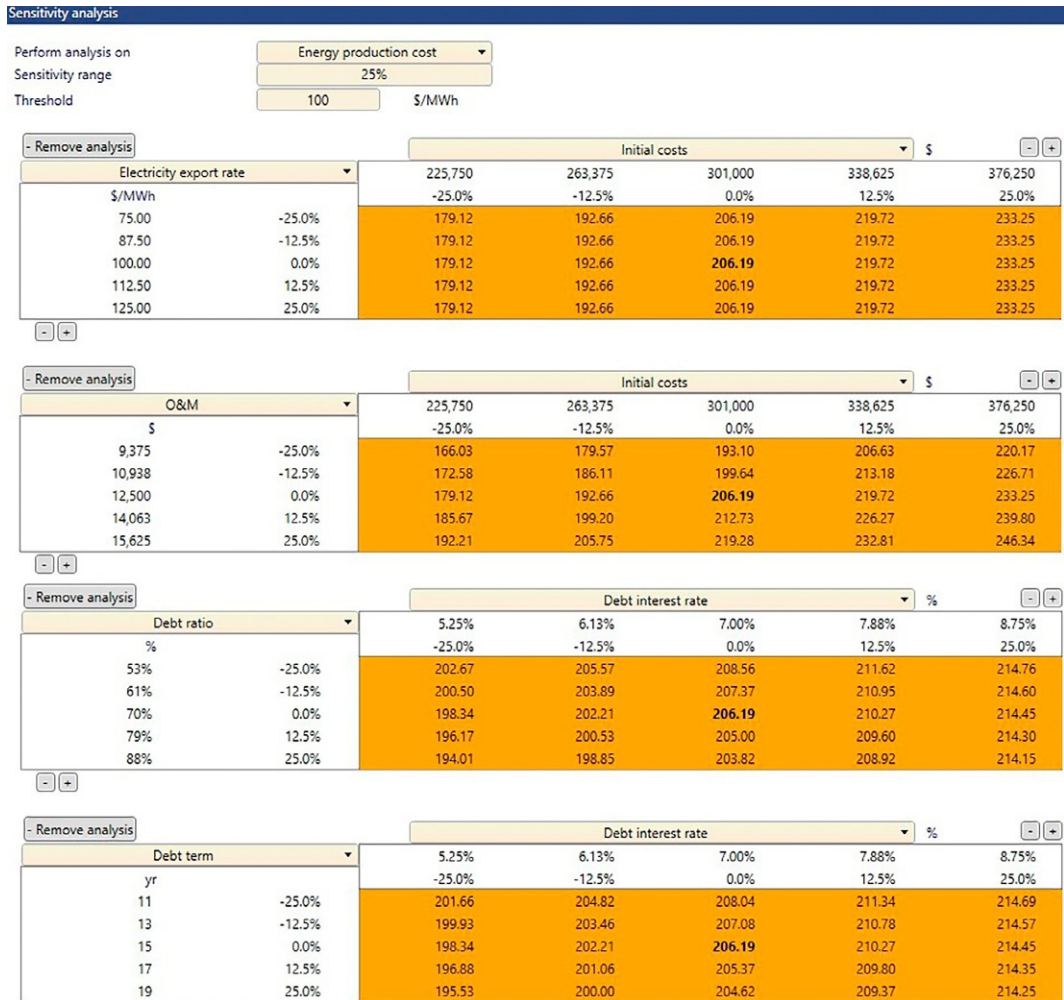 Sensitivity analysis
Perform analysis on Energy production cost
Sensitivity range 25%
Threshold 100 $/MWh
- Remove analysis Initial costs $ - +
Electricity export rate 225,750 263,375 301,000 338,625 376,250
$/MWh -25.0% -12.5% 0.0% 12.5% 25.0%
75.00 -25.0% 179.12 192.66 206.19 219.72 233.25
87.50 -12.5% 179.12 192.66 206.19 219.72 233.25
100.00 0.0% 179.12 192.66 206.19 219.72 233.25
112.50 12.5% 179.12 192.66 206.19 219.72 233.25
125.00 25.0% 179.12 192.66 206.19 219.72 233.25
- +
- Remove analysis Initial costs $ - +
O&M 225,750 263,375 301,000 338,625 376,250
$ -25.0% -12.5% 0.0% 12.5% 25.0%
9,375 -25.0% 166.03 179.57 193.10 206.63 220.17
10,938 -12.5% 172.58 186.11 199.64 213.18 226.71
12,500 0.0% 179.12 192.66 206.19 219.72 233.25
14,063 12.5% 185.67 199.20 212.73 226.27 239.80
15,625 25.0% 192.21 205.75 219.28 232.81 246.34
- +
- Remove analysis Debt interest rate % - +
Debt ratio 5.25% 6.13% 7.00% 7.88% 8.75%
% -25.0% -12.5% 0.0% 12.5% 25.0%
53% -25.0% 202.67 205.57 208.56 211.62 214.76
61% -12.5% 200.50 203.89 207.37 210.95 214.60
70% 0.0% 198.34 202.21 206.19 210.27 214.45
79% 12.5% 196.17 200.53 205.00 209.60 214.30
88% 25.0% 194.01 198.85 203.82 208.92 214.15
- +
- Remove analysis Debt interest rate % - +
Debt term 5.25% 6.13% 7.00% 7.88% 8.75%
yr -25.0% -12.5% 0.0% 12.5% 25.0%
11 -25.0% 201.66 204.82 208.04 211.34 214.69
13 -12.5% 199.93 203.46 207.08 210.78 214.57
15 0.0% 198.34 202.21 206.19 210.27 214.45
17 12.5% 196.88 201.06 205.37 209.80 214.35
19 25.0% 195.53 200.00 204.62 209.37 214.25